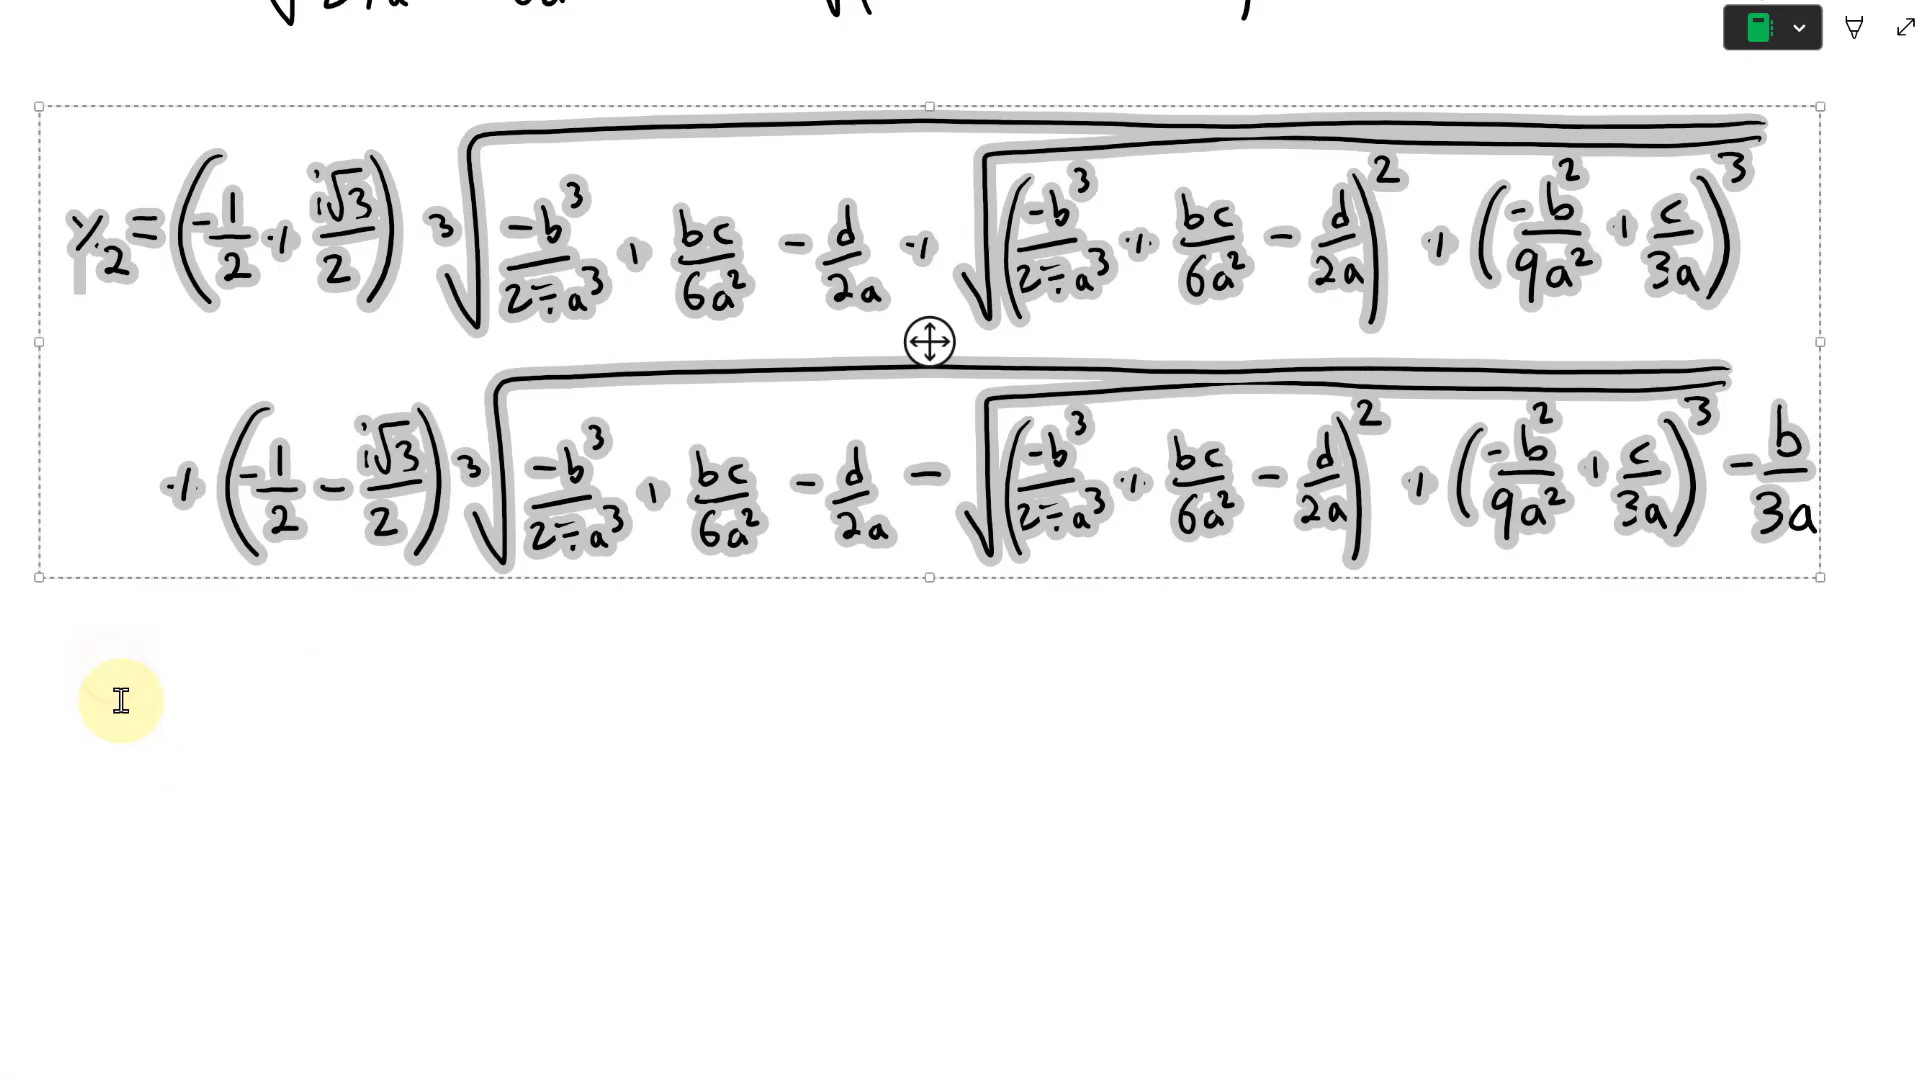 x₂ = (-1/2 + i√3/2) ∛(-b³/27a³ + bc/6a² - d/2a + √((-b³/27a³ + bc/6a² - d/2a)² + (-b²/9a² + c/3a)³))
+ (-1/2 - i√3/2) ∛(-b³/27a³ + bc/6a² - d/2a - √((-b³/27a³ + bc/6a² - d/2a)² + (-b²/9a² + c/3a)³)) - b/3a